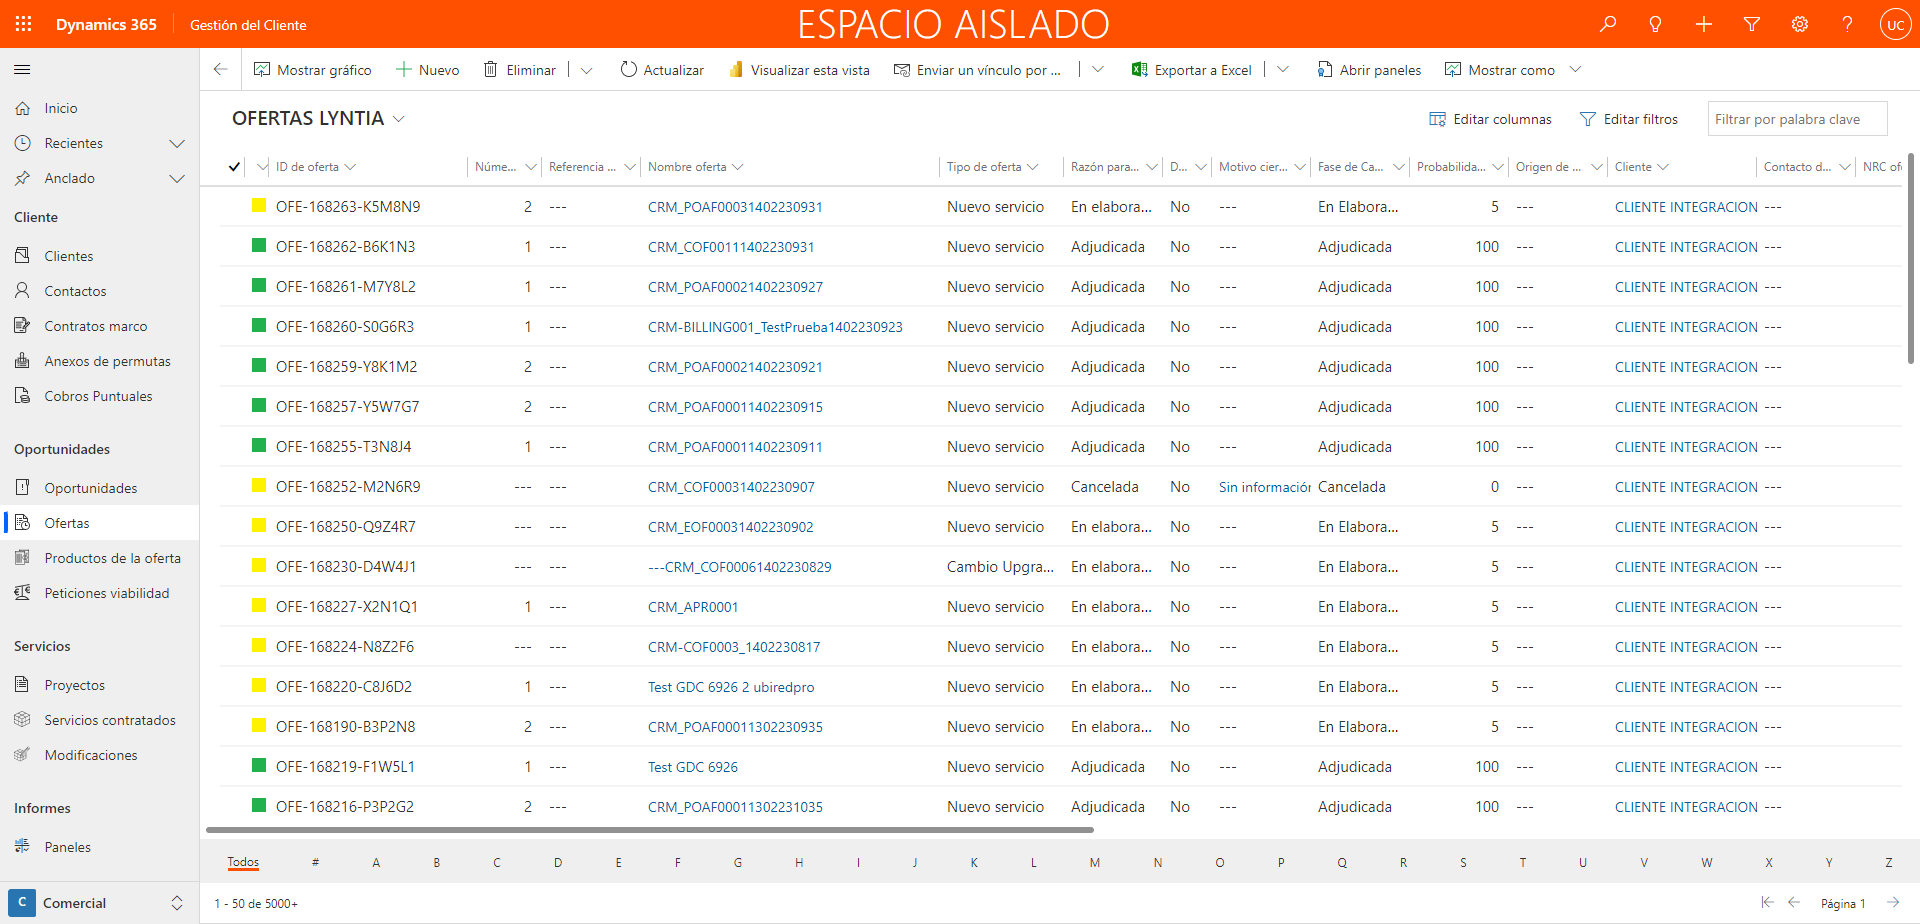 Dynamics 365
Gestión del Cliente
ESPACIO AISLADO
UC
Mostrar gráfico
Nuevo
Eliminar
Actualizar
Visualizar esta vista
Enviar un vínculo por ...
Exportar a Excel
Abrir paneles
Mostrar como
Inicio
Recientes
Anclado
Cliente
Clientes
Contactos
Contratos marco
Anexos de permutas
Cobros Puntuales
Oportunidades
Oportunidades
Ofertas
Productos de la oferta
Peticiones viabilidad
Servicios
Proyectos
Servicios contratados
Modificaciones
Informes
Paneles
C Comercial
OFERTAS LYNTIA
Editar columnas
Editar filtros
Filtrar por palabra clave
ID de oferta Núme... Referencia ... Nombre oferta Tipo de oferta Razón para... D... Motivo cier... Fase de Ca... Probabilida... Origen de ... Cliente Contacto d... NRC ofe
OFE-168263-K5M8N9 2 --- CRM_POAF00031402230931 Nuevo servicio En elabora... No --- En Elabora... 5 --- CLIENTE INTEGRACION ---
OFE-168262-B6K1N3 1 --- CRM_COF00111402230931 Nuevo servicio Adjudicada No --- Adjudicada 100 --- CLIENTE INTEGRACION ---
OFE-168261-M7Y8L2 1 --- CRM_POAF00021402230927 Nuevo servicio Adjudicada No --- Adjudicada 100 --- CLIENTE INTEGRACION ---
OFE-168260-S0G6R3 1 --- CRM-BILLING001_TestPrueba1402230923 Nuevo servicio Adjudicada No --- Adjudicada 100 --- CLIENTE INTEGRACION ---
OFE-168259-Y8K1M2 2 --- CRM_POAF00021402230921 Nuevo servicio Adjudicada No --- Adjudicada 100 --- CLIENTE INTEGRACION ---
OFE-168257-Y5W7G7 2 --- CRM_POAF00011402230915 Nuevo servicio Adjudicada No --- Adjudicada 100 --- CLIENTE INTEGRACION ---
OFE-168255-T3N8J4 1 --- CRM_POAF00011402230911 Nuevo servicio Adjudicada No --- Adjudicada 100 --- CLIENTE INTEGRACION ---
OFE-168252-M2N6R9 --- --- CRM_COF00031402230907 Nuevo servicio Cancelada No Sin información Cancelada 0 --- CLIENTE INTEGRACION ---
OFE-168250-Q9Z4R7 --- --- CRM_EOF00031402230902 Nuevo servicio En elabora... No --- En Elabora... 5 --- CLIENTE INTEGRACION ---
OFE-168230-D4W4J1 --- --- ---CRM_COF00061402230829 Cambio Upgra... En elabora... No --- En Elabora... 5 --- CLIENTE INTEGRACION ---
OFE-168227-X2N1Q1 1 --- CRM_APR0001 Nuevo servicio En elabora... No --- En Elabora... 5 --- CLIENTE INTEGRACION ---
OFE-168224-N8Z2F6 --- --- CRM-COF0003_1402230817 Nuevo servicio En elabora... No --- En Elabora... 5 --- CLIENTE INTEGRACION ---
OFE-168220-C8J6D2 1 --- Test GDC 6926 2 ubiredpro Nuevo servicio En elabora... No --- En Elabora... 5 --- CLIENTE INTEGRACION ---
OFE-168190-B3P2N8 2 --- CRM_POAF00011302230935 Nuevo servicio En elabora... No --- En Elabora... 5 --- CLIENTE INTEGRACION ---
OFE-168219-F1W5L1 1 --- Test GDC 6926 Nuevo servicio Adjudicada No --- Adjudicada 100 --- CLIENTE INTEGRACION ---
OFE-168216-P3P2G2 2 --- CRM_POAF00011302231035 Nuevo servicio Adjudicada No --- Adjudicada 100 --- CLIENTE INTEGRACION ---
Todos # A B C D E F G H I J K L M N O P Q R S T U V W X Y Z
1 - 50 de 5000+
Página 1